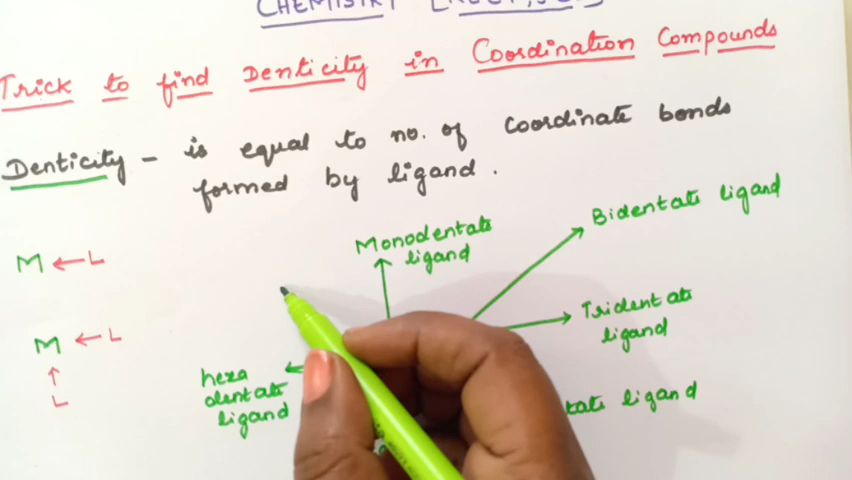 CHEMISTRY
Trick to find Denticity in Coordination Compounds
Denticity - is equal to no. of coordinate bonds
formed by ligand.
Monodentate
ligand
Bidentate ligand
M ← L
Tridentate
ligand
M ← L
↑
L
hexa
dentate
ligand
ligand